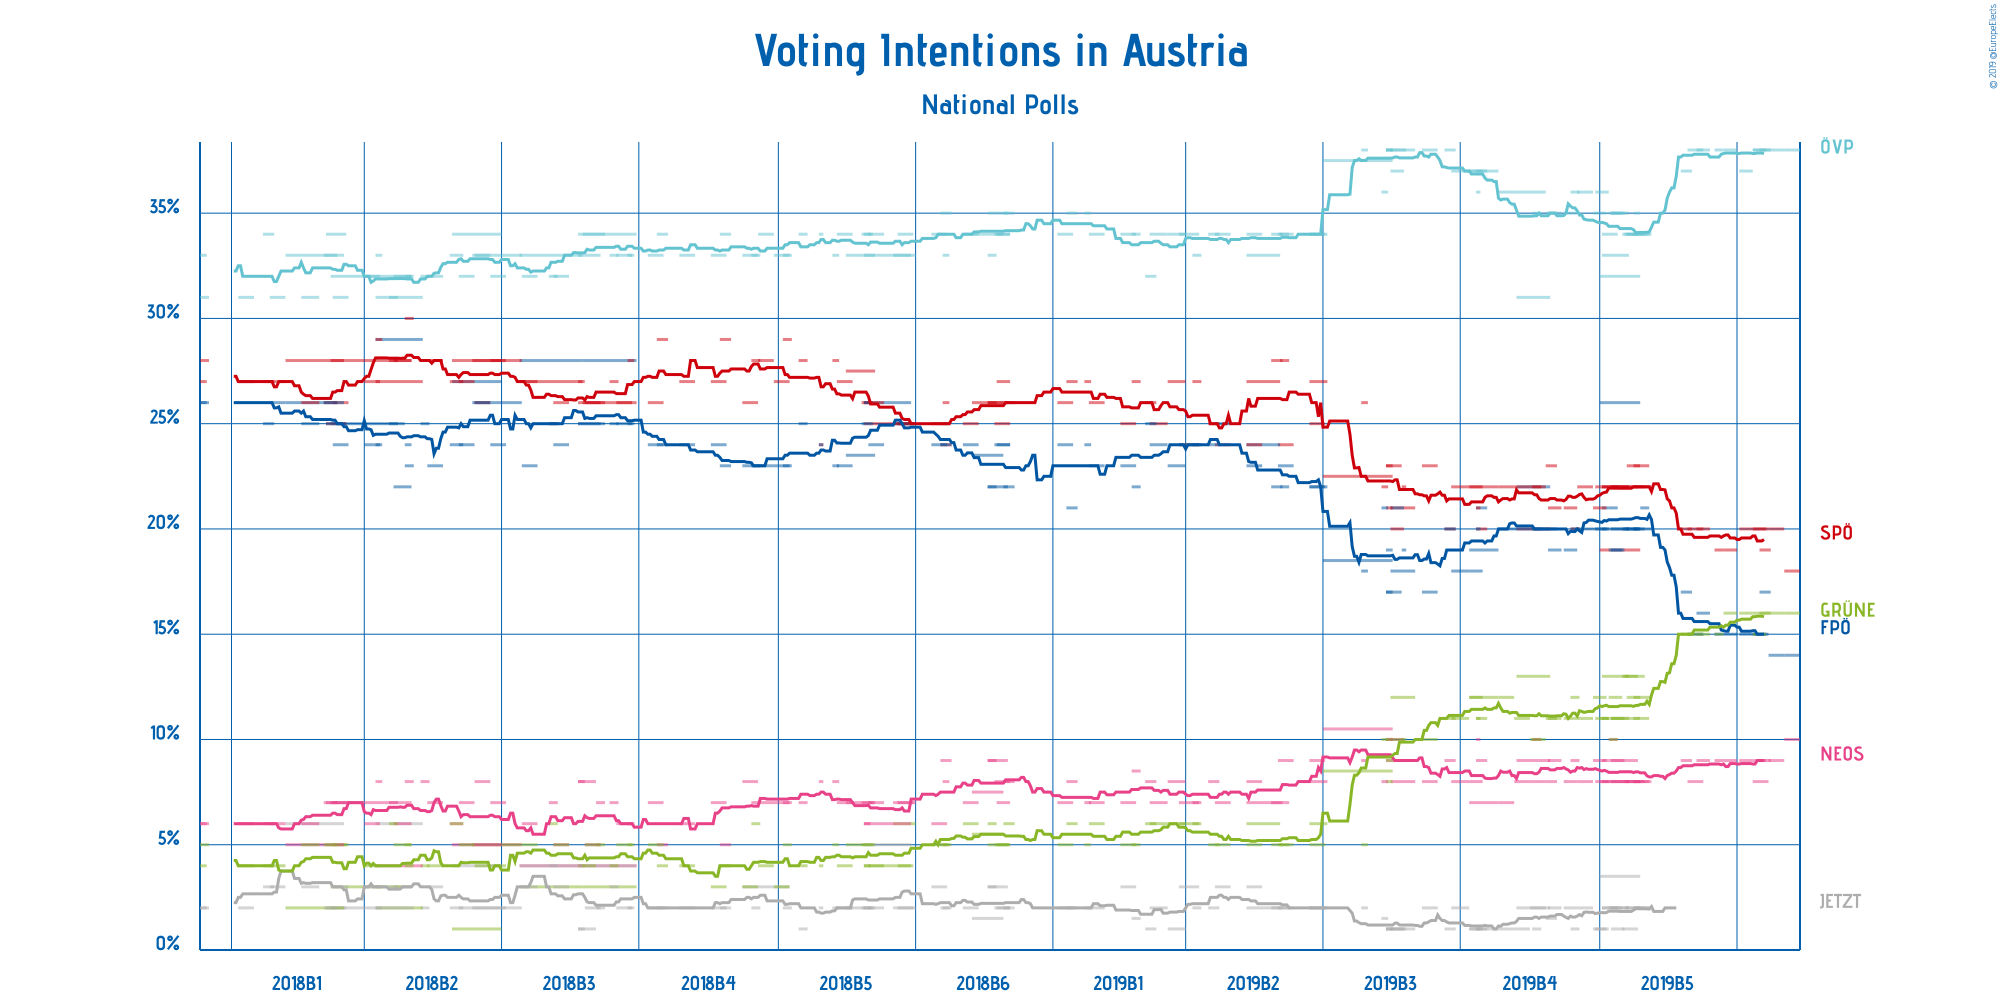 Voting Intentions in Austria
National Polls
© 2019 @EuropeElects
35%
30%
25%
20%
15%
10%
5%
0%
ÖVP
SPÖ
GRÜNE
FPÖ
NEOS
JETZT
2018B1
2018B2
2018B3
2018B4
2018B5
2018B6
2019B1
2019B2
2019B3
2019B4
2019B5